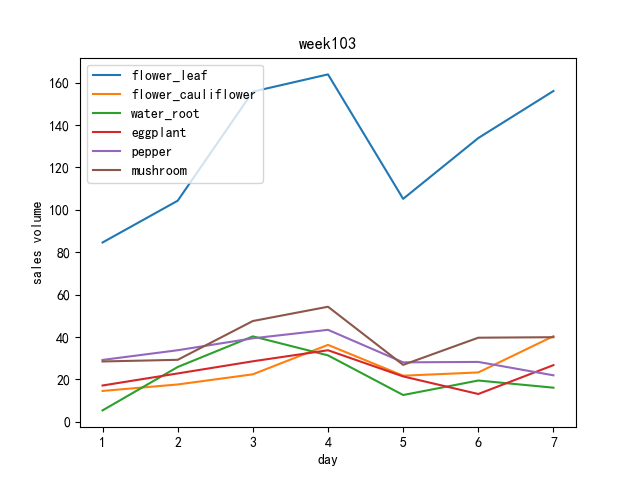 week103
flower_leaf
flower_cauliflower
water_root
eggplant
pepper
mushroom
sales volume
160
140
120
100
80
60
40
20
0
1 2 3 4 5 6 7
day